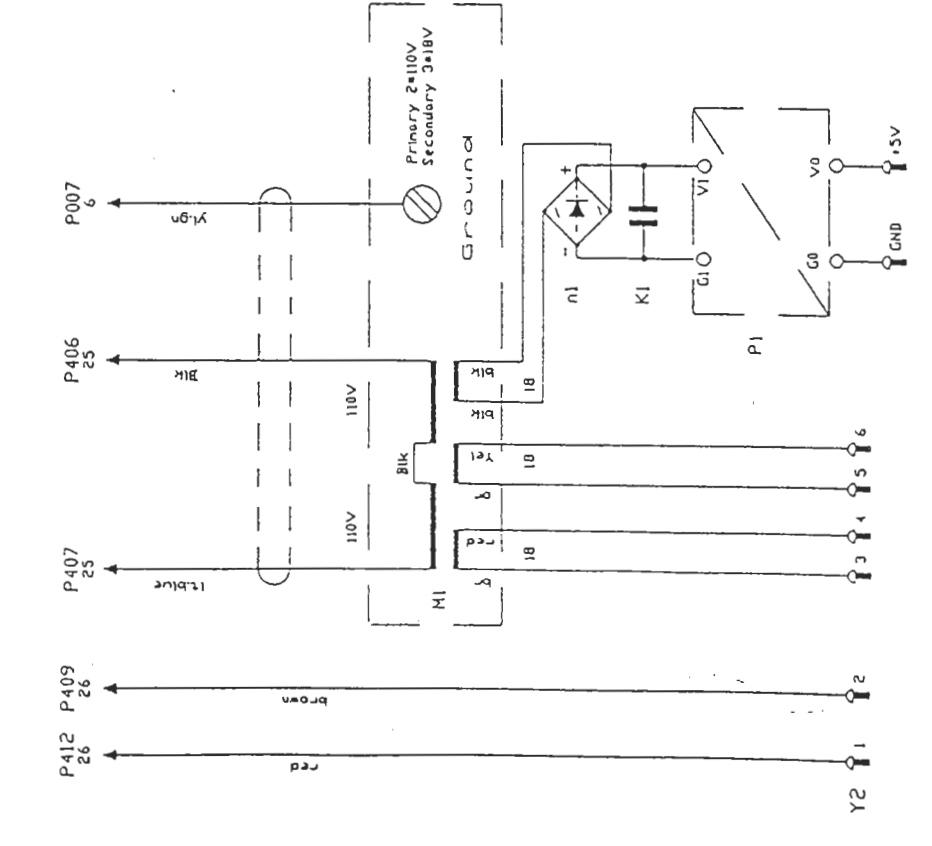 P007
6
yl.gn
Primary 2*110V
Secondary 3*18V
Ground
P406
25
Blk
110V
Blk
110V
P407
25
lt.blue
M1
blk
18
blk
Yel
18
red
18
n1
+
-
K1
V1
G1
V0
G0
P1
+5V
GND
6
5
4
3
P409
26
brown
2
P412
26
red
1
Y2